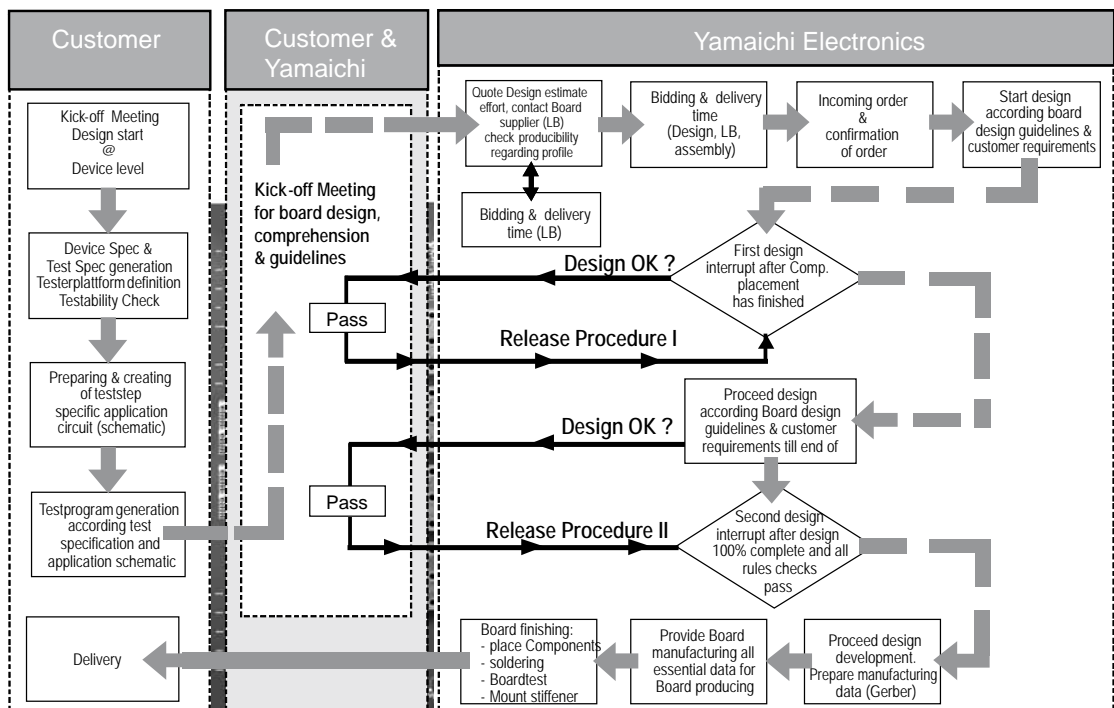 Customer
Customer &
Yamaichi
Yamaichi Electronics
Kick-off Meeting
Design start
@
Device level
Device Spec &
Test Spec generation
Testerplattform definition
Testability Check
Preparing & creating
of teststep
specific application
circuit (schematic)
Testprogram generation
according test
specification and
application schematic
Delivery
Kick-off Meeting
for board design,
comprehension
& guidelines
Pass
Pass
Quote Design estimate
effort, contact Board
supplier (LB)
check producibility
regarding profile
Bidding & delivery
time (LB)
Bidding & delivery
time
(Design, LB,
assembly)
Incoming order
&
confirmation
of order
Start design
according board
design guidelines &
customer requirements
First design
interrupt after Comp.
placement
has finished
Design OK ?
Release Procedure I
Proceed design
according Board design
guidelines & customer
requirements till end of
Design OK ?
Release Procedure II
Second design
interrupt after design
100% complete and all
rules checks
pass
Proceed design
development.
Prepare manufacturing
data (Gerber)
Provide Board
manufacturing all
essential data for
Board producing
Board finishing:
- place Components
- soldering
- Boardtest
- Mount stiffener